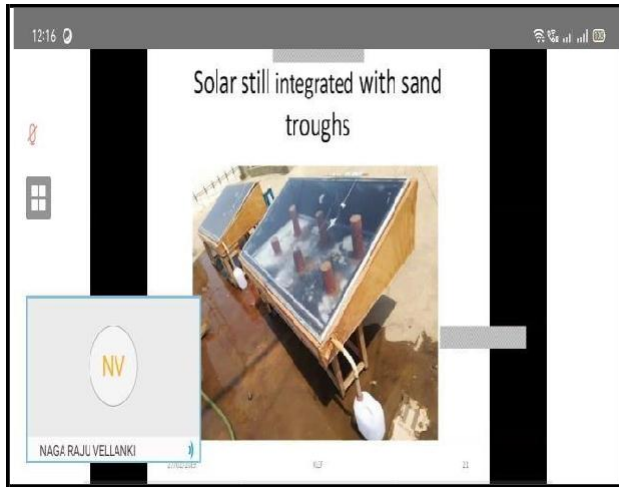 12:16
Solar still integrated with sand
troughs
NV
NAGA RAJU VELLANKI
21